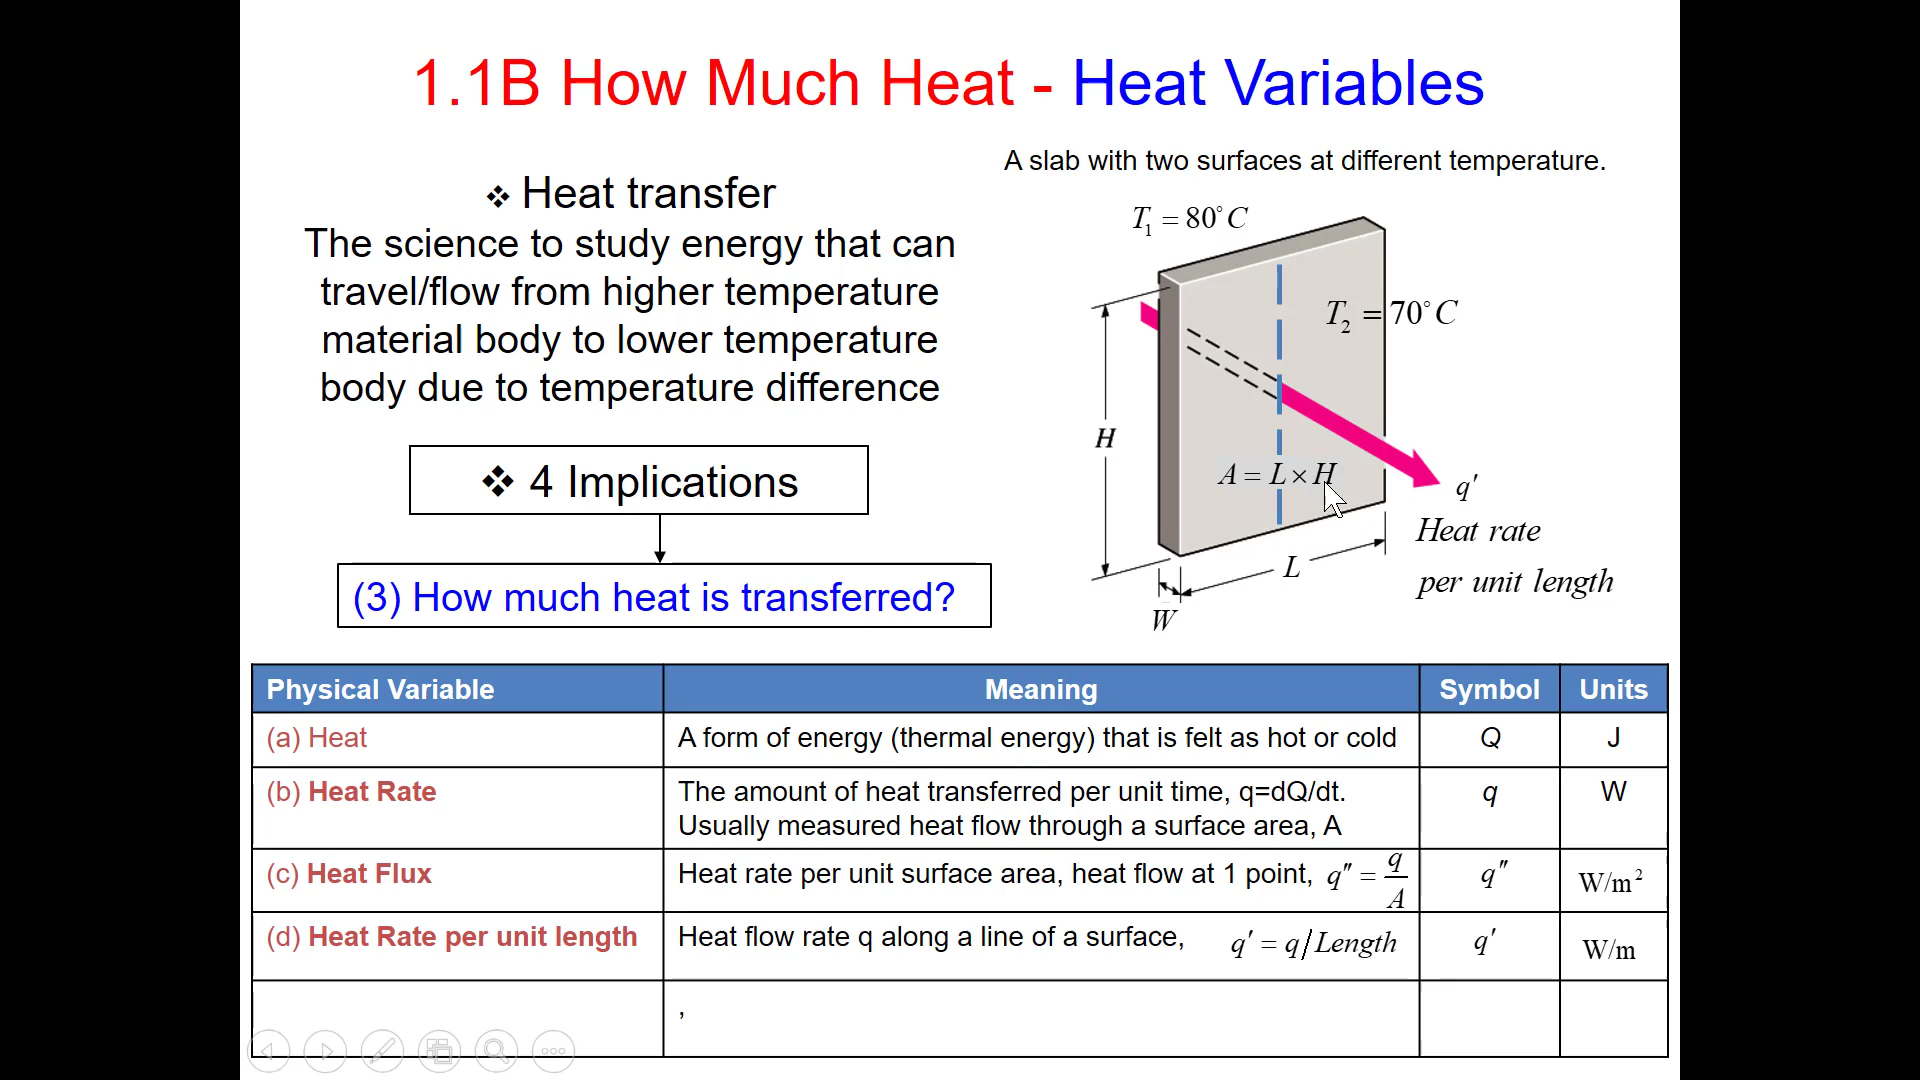 1.1B How Much Heat - Heat Variables
A slab with two surfaces at different temperature.
❖ Heat transfer
The science to study energy that can
travel/flow from higher temperature
material body to lower temperature
body due to temperature difference
❖ 4 Implications
(3) How much heat is transferred?
T₁ = 80°C
T₂ = 70°C
H
A = L × H
q′
Heat rate
per unit length
L
W
Physical Variable Meaning Symbol Units
(a) Heat A form of energy (thermal energy) that is felt as hot or cold Q J
(b) Heat Rate The amount of heat transferred per unit time, q=dQ/dt. q W
Usually measured heat flow through a surface area, A
(c) Heat Flux Heat rate per unit surface area, heat flow at 1 point, q″ = q/A q″ W/m²
(d) Heat Rate per unit length Heat flow rate q along a line of a surface, q′ = q/Length q′ W/m
,